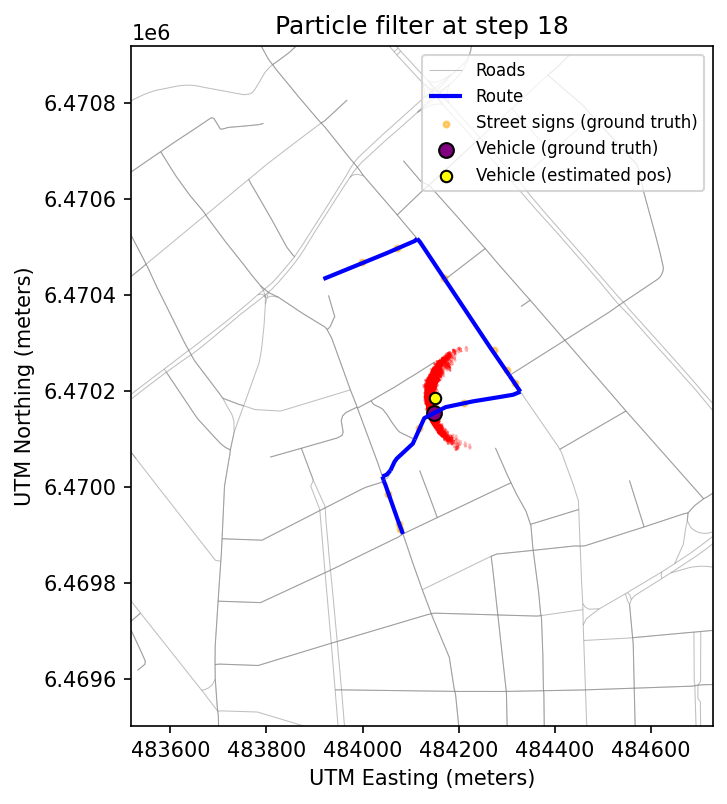 Particle filter at step 18
1e6
Roads
Route
Street signs (ground truth)
Vehicle (ground truth)
Vehicle (estimated pos)
6.4708
6.4706
6.4704
6.4702
6.4700
6.4698
6.4696
UTM Northing (meters)
483600 483800 484000 484200 484400 484600
UTM Easting (meters)